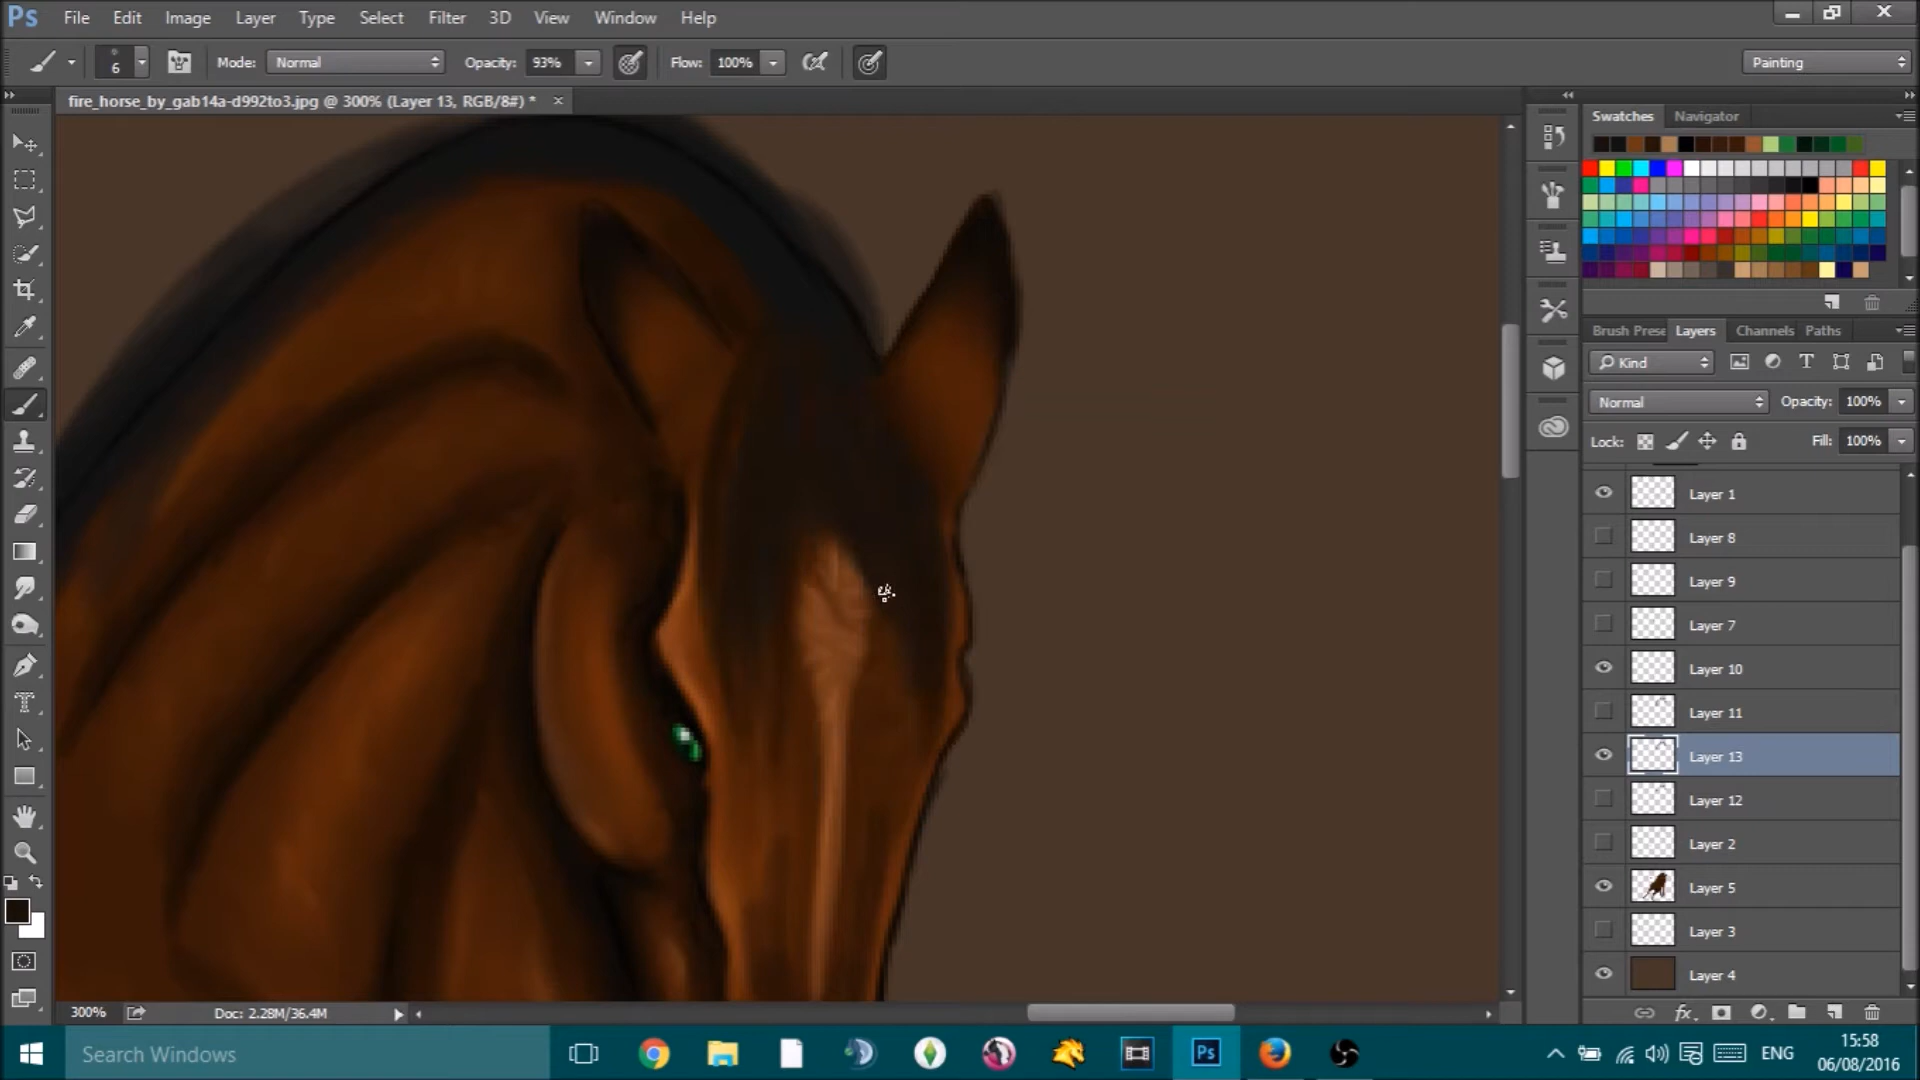 Ps File Edit Image Layer Type Select Filter 3D View Window Help
6 Mode: Normal Opacity: 93% Flow: 100% Painting
fire_horse_by_gab14a-d992to3.jpg @ 300% (Layer 13, RGB/8#) * ×
Swatches Navigator
Brush Prese Layers Channels Paths
Kind
Normal Opacity: 100%
Lock: Fill: 100%
Layer 1
Layer 8
Layer 9
Layer 7
Layer 10
Layer 11
Layer 13
Layer 12
Layer 2
Layer 5
Layer 3
Layer 4
300% Doc: 2.28M/36.4M
fx
Search Windows Ps ENG 15:58
06/08/2016